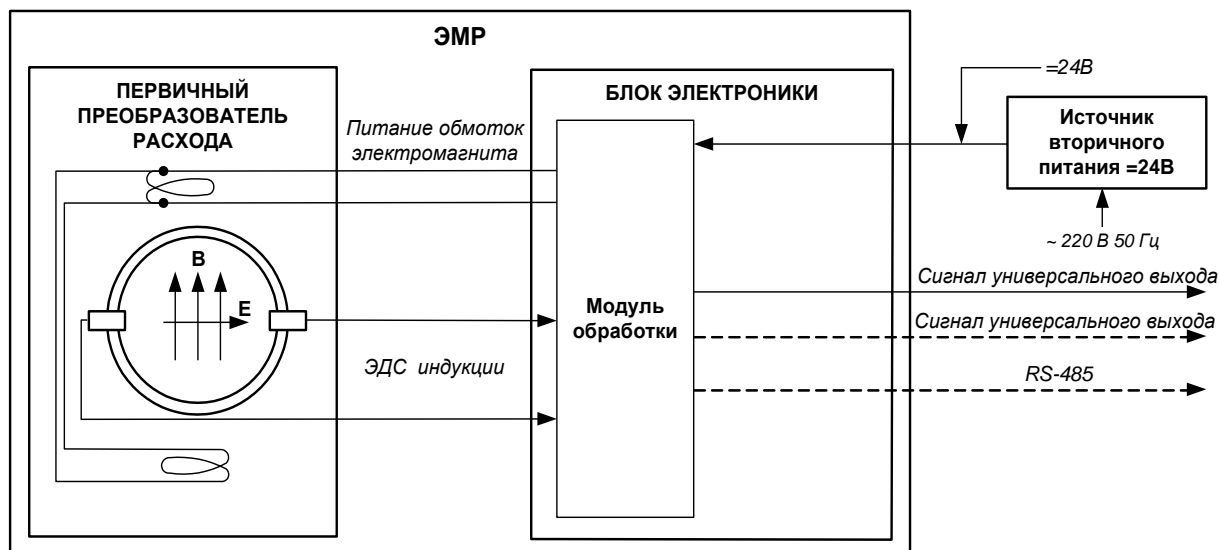 ЭМР
ПЕРВИЧНЫЙ
ПРЕОБРАЗОВАТЕЛЬ
РАСХОДА
Питание обмоток
электромагнита
B
E
ЭДС индукции
БЛОК ЭЛЕКТРОНИКИ
Модуль
обработки
=24В
Источник
вторичного
питания =24В
~ 220 В 50 Гц
Сигнал универсального выхода
Сигнал универсального выхода
RS-485